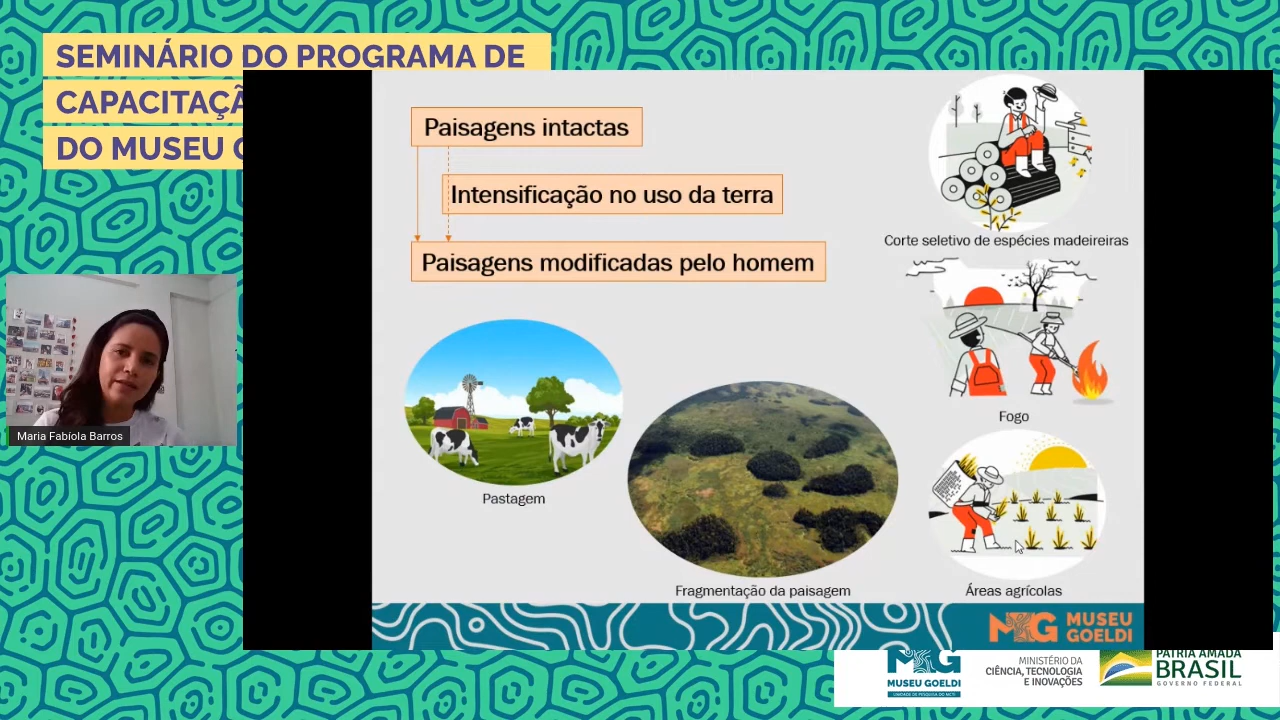 SEMINÁRIO DO PROGRAMA DE
CAPACITAÇÃ
DO MUSEU
Paisagens intactas
Intensificação no uso da terra
Paisagens modificadas pelo homem
Corte seletivo de espécies madeireiras
Fogo
Maria Fabíola Barros
Pastagem
Fragmentação da paisagem
Áreas agrícolas
MG MUSEU
GOELDI
MG
MUSEU GOELDI
UNIDADE DE PESQUISA DO MCTI
MINISTÉRIO DA
CIÊNCIA, TECNOLOGIA
E INOVAÇÕES
PÁTRIA AMADA
BRASIL
GOVERNO FEDERAL